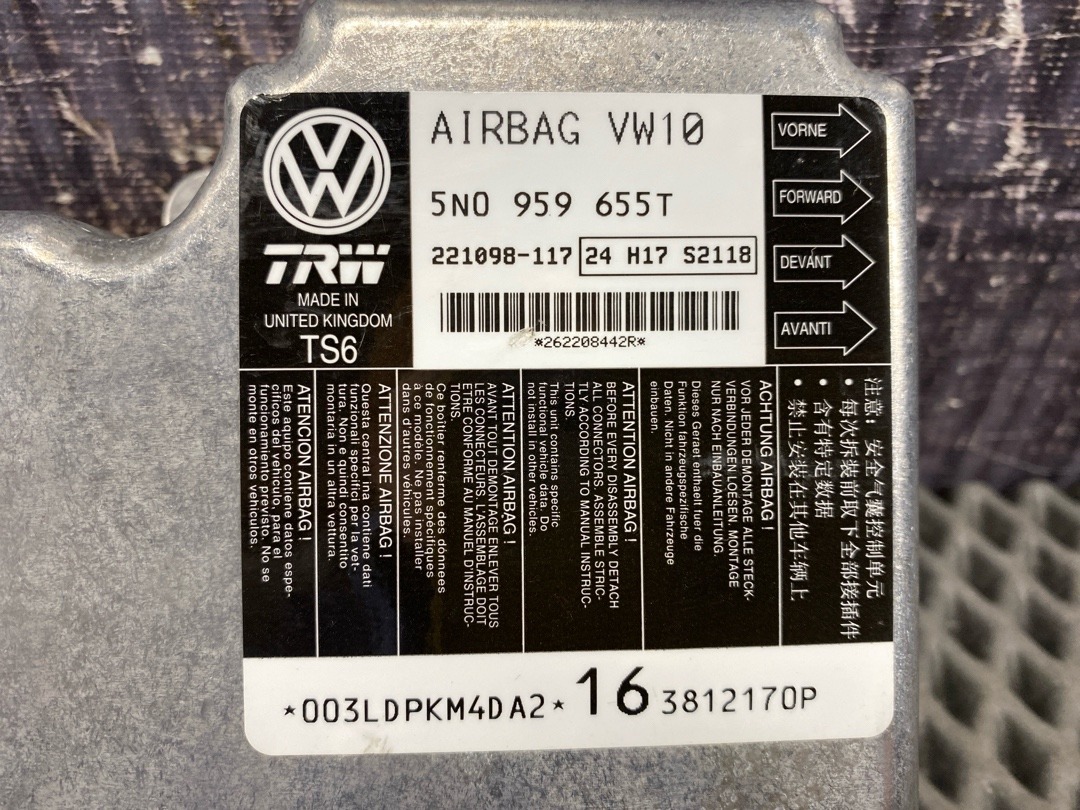 AIRBAG VW10
5N0 959 655T
221098-117 24 H17 S2118
*262208442R*
TRW
MADE IN
UNITED KINGDOM
TS6
VORNE
FORWARD
DEVANT
AVANTI
注意：安全气囊控制单元
• 每次拆装前取下全部接插件
• 含有特定数据
• 禁止安装在其他车辆上
ACHTUNG AIRBAG !
VOR JEDER DEMONTAGE ALLE STECK-
VERBINDUNGEN LOESEN. MONTAGE
NUR NACH EINBAUANLEITUNG.
Dieses Geraet enthaelt fuer die
Funktion fahrzeugspezifische
Daten. Nicht in andere Fahrzeuge
einbauen.
ATTENTION AIRBAG !
BEFORE EVERY DISASSEMBLY DETACH
ALL CONNECTORS. ASSEMBLE STRIC-
TLY ACCORDING TO MANUAL INSTRUC-
TIONS.
This unit contains specific
functional vehicle data. Do
not install in other vehicles.
ATTENTION AIRBAG !
AVANT TOUT DEMONTAGE ENLEVER TOUS
LES CONNECTEURS. L'ASSEMBLAGE DOIT
ETRE CONFORME AU MANUEL D'INSTRUC-
TIONS.
Ce boîtier renferme des données
de fonctionnement spécifiques
à ce modèle. Ne pas installer
dans d'autres véhicules.
ATTENZIONE AIRBAG !
Questa centralina contiene dati
funzionali specifici per la vet-
tura. Non e quindi consentito
montaria in un altra vettura.
ATENCION AIRBAG !
Este equipo contiene datos espe-
cíficos del vehículo, para el
funcionamiento previsto. No se
monte en otros vehículos.
*003LDPKM4DA2* 16 3812170P